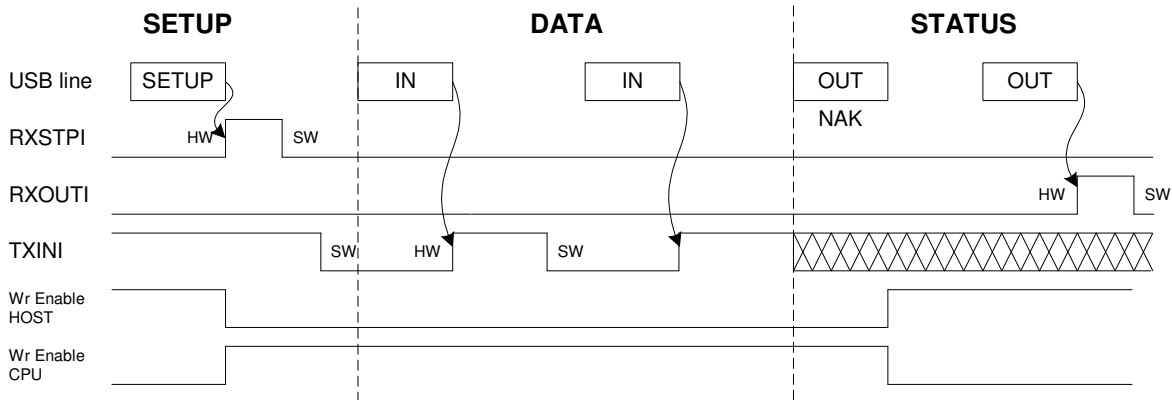 SETUP DATA STATUS
USB line SETUP IN IN OUT OUT
NAK
RXSTPI HW SW
RXOUTI HW SW
TXINI SW HW SW
Wr Enable
HOST
Wr Enable
CPU